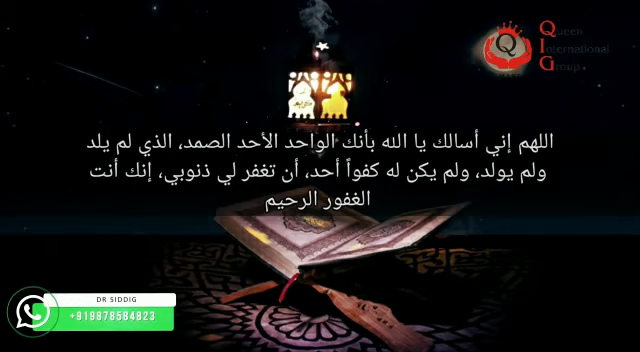 Queen
International
Group
اللهم إني أسالك يا الله بأنك الواحد الأحد الصمد، الذي لم يلد
ولم يولد، ولم يكن له كفواً أحد، أن تغفر لي ذنوبي، إنك أنت
الغفور الرحيم
DR SIDDIG
+919878584823